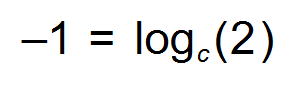 –1 = log_c(2)